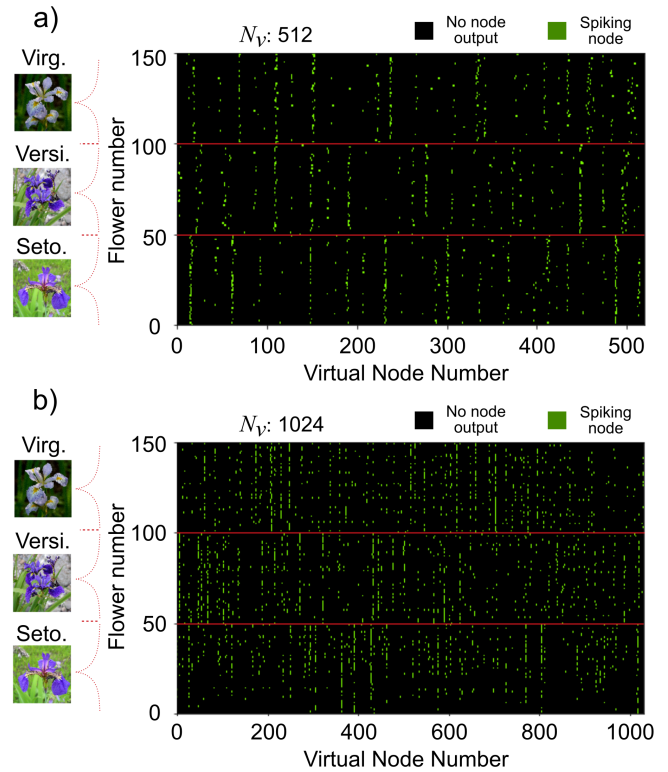 a)
N_v: 512
No node
output
Spiking
node
Virg.
Versi.
Seto.
Flower number
150
100
50
0
0 100 200 300 400 500
Virtual Node Number
b)
N_v: 1024
No node
output
Spiking
node
Virg.
Versi.
Seto.
Flower number
150
100
50
0
0 200 400 600 800 1000
Virtual Node Number